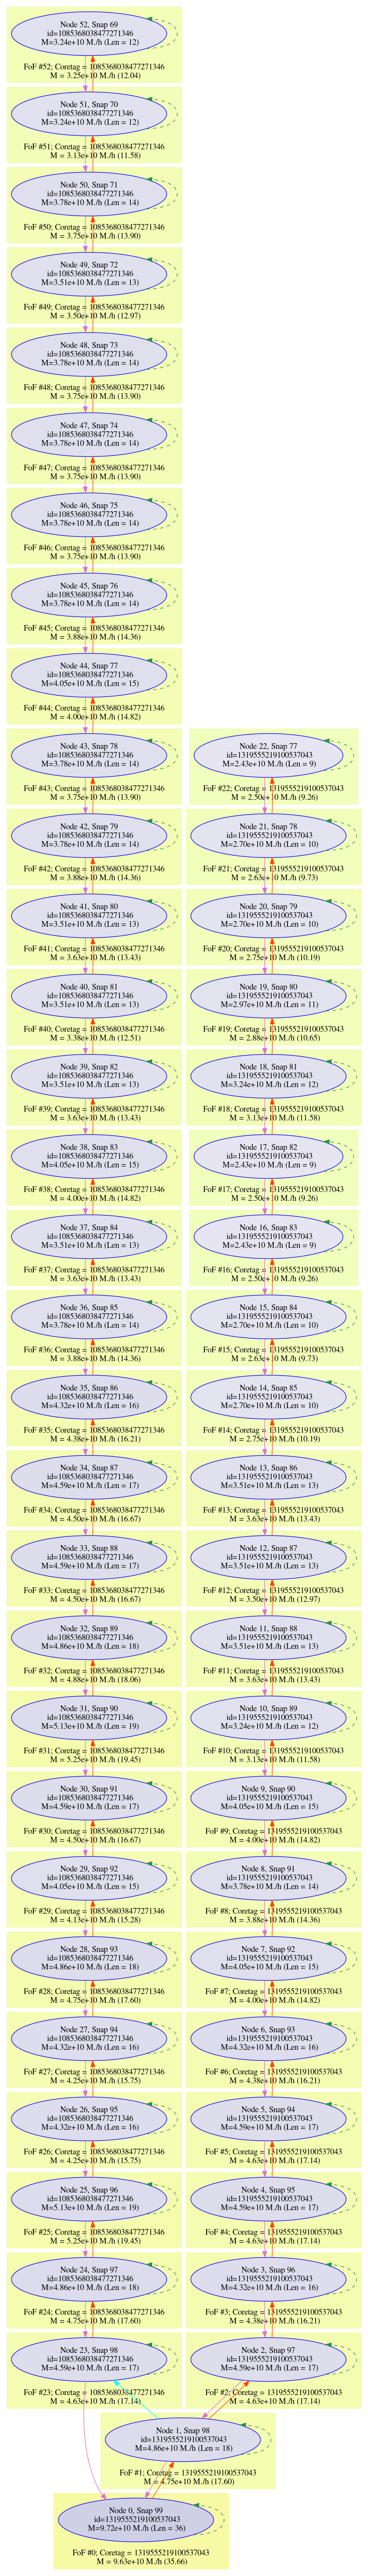 Node 52, Snap 69
id=1085368038477271346
M=3.24e+10 M./h (Len = 12)
FoF #52; Coretag = 1085368038477271346
M = 3.25e+10 M./h (12.04)
Node 51, Snap 70
id=1085368038477271346
M=3.24e+10 M./h (Len = 12)
FoF #51; Coretag = 1085368038477271346
M = 3.13e+10 M./h (11.58)
Node 50, Snap 71
id=1085368038477271346
M=3.78e+10 M./h (Len = 14)
FoF #50; Coretag = 1085368038477271346
M = 3.75e+10 M./h (13.90)
Node 49, Snap 72
id=1085368038477271346
M=3.51e+10 M./h (Len = 13)
FoF #49; Coretag = 1085368038477271346
M = 3.50e+10 M./h (12.97)
Node 48, Snap 73
id=1085368038477271346
M=3.78e+10 M./h (Len = 14)
FoF #48; Coretag = 1085368038477271346
M = 3.75e+10 M./h (13.90)
Node 47, Snap 74
id=1085368038477271346
M=3.78e+10 M./h (Len = 14)
FoF #47; Coretag = 1085368038477271346
M = 3.75e+10 M./h (13.90)
Node 46, Snap 75
id=1085368038477271346
M=3.78e+10 M./h (Len = 14)
FoF #46; Coretag = 1085368038477271346
M = 3.75e+10 M./h (13.90)
Node 45, Snap 76
id=1085368038477271346
M=3.78e+10 M./h (Len = 14)
FoF #45; Coretag = 1085368038477271346
M = 3.88e+10 M./h (14.36)
Node 44, Snap 77
id=1085368038477271346
M=4.05e+10 M./h (Len = 15)
FoF #44; Coretag = 1085368038477271346
M = 4.00e+10 M./h (14.82)
Node 43, Snap 78
id=1085368038477271346
M=3.78e+10 M./h (Len = 14)
FoF #43; Coretag = 1085368038477271346
M = 3.75e+10 M./h (13.90)
Node 42, Snap 79
id=1085368038477271346
M=3.78e+10 M./h (Len = 14)
FoF #42; Coretag = 1085368038477271346
M = 3.88e+10 M./h (14.36)
Node 41, Snap 80
id=1085368038477271346
M=3.51e+10 M./h (Len = 13)
FoF #41; Coretag = 1085368038477271346
M = 3.63e+10 M./h (13.43)
Node 40, Snap 81
id=1085368038477271346
M=3.51e+10 M./h (Len = 13)
FoF #40; Coretag = 1085368038477271346
M = 3.38e+10 M./h (12.51)
Node 39, Snap 82
id=1085368038477271346
M=3.51e+10 M./h (Len = 13)
FoF #39; Coretag = 1085368038477271346
M = 3.63e+10 M./h (13.43)
Node 38, Snap 83
id=1085368038477271346
M=4.05e+10 M./h (Len = 15)
FoF #38; Coretag = 1085368038477271346
M = 4.00e+10 M./h (14.82)
Node 37, Snap 84
id=1085368038477271346
M=3.51e+10 M./h (Len = 13)
FoF #37; Coretag = 1085368038477271346
M = 3.63e+10 M./h (13.43)
Node 36, Snap 85
id=1085368038477271346
M=3.78e+10 M./h (Len = 14)
FoF #36; Coretag = 1085368038477271346
M = 3.88e+10 M./h (14.36)
Node 35, Snap 86
id=1085368038477271346
M=4.32e+10 M./h (Len = 16)
FoF #35; Coretag = 1085368038477271346
M = 4.38e+10 M./h (16.21)
Node 34, Snap 87
id=1085368038477271346
M=4.59e+10 M./h (Len = 17)
FoF #34; Coretag = 1085368038477271346
M = 4.50e+10 M./h (16.67)
Node 33, Snap 88
id=1085368038477271346
M=4.59e+10 M./h (Len = 17)
FoF #33; Coretag = 1085368038477271346
M = 4.50e+10 M./h (16.67)
Node 32, Snap 89
id=1085368038477271346
M=4.86e+10 M./h (Len = 18)
FoF #32; Coretag = 1085368038477271346
M = 4.88e+10 M./h (18.06)
Node 31, Snap 90
id=1085368038477271346
M=5.13e+10 M./h (Len = 19)
FoF #31; Coretag = 1085368038477271346
M = 5.25e+10 M./h (19.45)
Node 30, Snap 91
id=1085368038477271346
M=4.59e+10 M./h (Len = 17)
FoF #30; Coretag = 1085368038477271346
M = 4.50e+10 M./h (16.67)
Node 29, Snap 92
id=1085368038477271346
M=4.05e+10 M./h (Len = 15)
FoF #29; Coretag = 1085368038477271346
M = 4.13e+10 M./h (15.28)
Node 28, Snap 93
id=1085368038477271346
M=4.86e+10 M./h (Len = 18)
FoF #28; Coretag = 1085368038477271346
M = 4.75e+10 M./h (17.60)
Node 27, Snap 94
id=1085368038477271346
M=4.32e+10 M./h (Len = 16)
FoF #27; Coretag = 1085368038477271346
M = 4.25e+10 M./h (15.75)
Node 26, Snap 95
id=1085368038477271346
M=4.32e+10 M./h (Len = 16)
FoF #26; Coretag = 1085368038477271346
M = 4.25e+10 M./h (15.75)
Node 25, Snap 96
id=1085368038477271346
M=5.13e+10 M./h (Len = 19)
FoF #25; Coretag = 1085368038477271346
M = 5.25e+10 M./h (19.45)
Node 24, Snap 97
id=1085368038477271346
M=4.86e+10 M./h (Len = 18)
FoF #24; Coretag = 1085368038477271346
M = 4.75e+10 M./h (17.60)
Node 23, Snap 98
id=1085368038477271346
M=4.59e+10 M./h (Len = 17)
FoF #23; Coretag = 1085368038477271346
M = 4.63e+10 M./h (17.14)
Node 22, Snap 77
id=1319555219100537043
M=2.43e+10 M./h (Len = 9)
FoF #22; Coretag = 1319555219100537043
M = 2.50e+10 M./h (9.26)
Node 21, Snap 78
id=1319555219100537043
M=2.70e+10 M./h (Len = 10)
FoF #21; Coretag = 1319555219100537043
M = 2.63e+10 M./h (9.73)
Node 20, Snap 79
id=1319555219100537043
M=2.70e+10 M./h (Len = 10)
FoF #20; Coretag = 1319555219100537043
M = 2.75e+10 M./h (10.19)
Node 19, Snap 80
id=1319555219100537043
M=2.97e+10 M./h (Len = 11)
FoF #19; Coretag = 1319555219100537043
M = 2.88e+10 M./h (10.65)
Node 18, Snap 81
id=1319555219100537043
M=3.24e+10 M./h (Len = 12)
FoF #18; Coretag = 1319555219100537043
M = 3.13e+10 M./h (11.58)
Node 17, Snap 82
id=1319555219100537043
M=2.43e+10 M./h (Len = 9)
FoF #17; Coretag = 1319555219100537043
M = 2.50e+10 M./h (9.26)
Node 16, Snap 83
id=1319555219100537043
M=2.43e+10 M./h (Len = 9)
FoF #16; Coretag = 1319555219100537043
M = 2.50e+10 M./h (9.26)
Node 15, Snap 84
id=1319555219100537043
M=2.70e+10 M./h (Len = 10)
FoF #15; Coretag = 1319555219100537043
M = 2.63e+10 M./h (9.73)
Node 14, Snap 85
id=1319555219100537043
M=2.70e+10 M./h (Len = 10)
FoF #14; Coretag = 1319555219100537043
M = 2.75e+10 M./h (10.19)
Node 13, Snap 86
id=1319555219100537043
M=3.51e+10 M./h (Len = 13)
FoF #13; Coretag = 1319555219100537043
M = 3.63e+10 M./h (13.43)
Node 12, Snap 87
id=1319555219100537043
M=3.51e+10 M./h (Len = 13)
FoF #12; Coretag = 1319555219100537043
M = 3.50e+10 M./h (12.97)
Node 11, Snap 88
id=1319555219100537043
M=3.51e+10 M./h (Len = 13)
FoF #11; Coretag = 1319555219100537043
M = 3.63e+10 M./h (13.43)
Node 10, Snap 89
id=1319555219100537043
M=3.24e+10 M./h (Len = 12)
FoF #10; Coretag = 1319555219100537043
M = 3.13e+10 M./h (11.58)
Node 9, Snap 90
id=1319555219100537043
M=4.05e+10 M./h (Len = 15)
FoF #9; Coretag = 1319555219100537043
M = 4.00e+10 M./h (14.82)
Node 8, Snap 91
id=1319555219100537043
M=3.78e+10 M./h (Len = 14)
FoF #8; Coretag = 1319555219100537043
M = 3.88e+10 M./h (14.36)
Node 7, Snap 92
id=1319555219100537043
M=4.05e+10 M./h (Len = 15)
FoF #7; Coretag = 1319555219100537043
M = 4.00e+10 M./h (14.82)
Node 6, Snap 93
id=1319555219100537043
M=4.32e+10 M./h (Len = 16)
FoF #6; Coretag = 1319555219100537043
M = 4.38e+10 M./h (16.21)
Node 5, Snap 94
id=1319555219100537043
M=4.59e+10 M./h (Len = 17)
FoF #5; Coretag = 1319555219100537043
M = 4.63e+10 M./h (17.14)
Node 4, Snap 95
id=1319555219100537043
M=4.59e+10 M./h (Len = 17)
FoF #4; Coretag = 1319555219100537043
M = 4.63e+10 M./h (17.14)
Node 3, Snap 96
id=1319555219100537043
M=4.32e+10 M./h (Len = 16)
FoF #3; Coretag = 1319555219100537043
M = 4.38e+10 M./h (16.21)
Node 2, Snap 97
id=1319555219100537043
M=4.59e+10 M./h (Len = 17)
FoF #2; Coretag = 1319555219100537043
M = 4.63e+10 M./h (17.14)
Node 1, Snap 98
id=1319555219100537043
M=4.86e+10 M./h (Len = 18)
FoF #1; Coretag = 1319555219100537043
M = 4.75e+10 M./h (17.60)
Node 0, Snap 99
id=1319555219100537043
M=9.72e+10 M./h (Len = 36)
FoF #0; Coretag = 1319555219100537043
M = 9.63e+10 M./h (35.66)